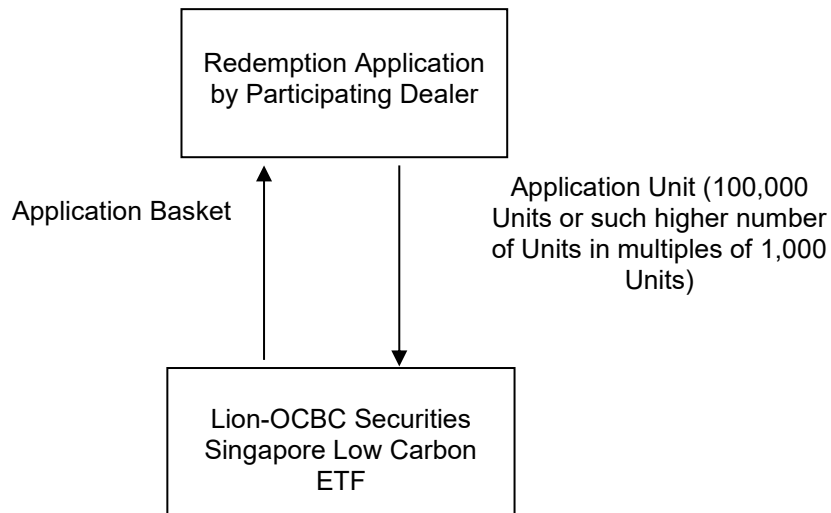 Redemption Application
by Participating Dealer
Application Basket
Application Unit (100,000
Units or such higher number
of Units in multiples of 1,000
Units)
Lion-OCBC Securities
Singapore Low Carbon
ETF